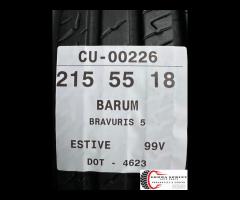 CU-00226
215 55 18
BARUM
BRAVURIS 5
ESTIVE 99V
DOT - 4623